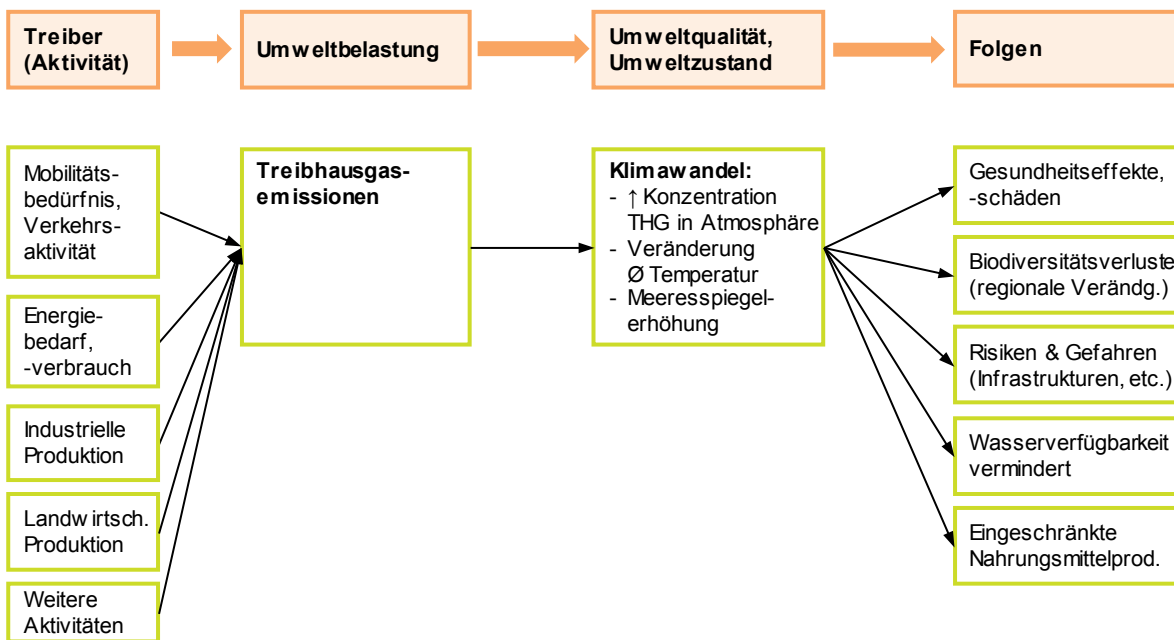 Treiber
(Aktivität)
Umweltbelastung
Umweltqualität,
Umweltzustand
Folgen
Mobilitäts-
bedürfnis,
Verkehrs-
aktivität
Energie-
bedarf,
-verbrauch
Industrielle
Produktion
Landwirtsch.
Produktion
Weitere
Aktivitäten
Treibhausgas-
emissionen
Klimawandel:
- ↑ Konzentration
THG in Atmosphäre
- Veränderung
Ø Temperatur
- Meeresspiegel-
erhöhung
Gesundheitseffekte,
-schäden
Biodiversitätsverluste
(regionale Verändg.)
Risiken & Gefahren
(Infrastrukturen, etc.)
Wasserverfügbarkeit
vermindert
Eingeschränkte
Nahrungsmittelprod.